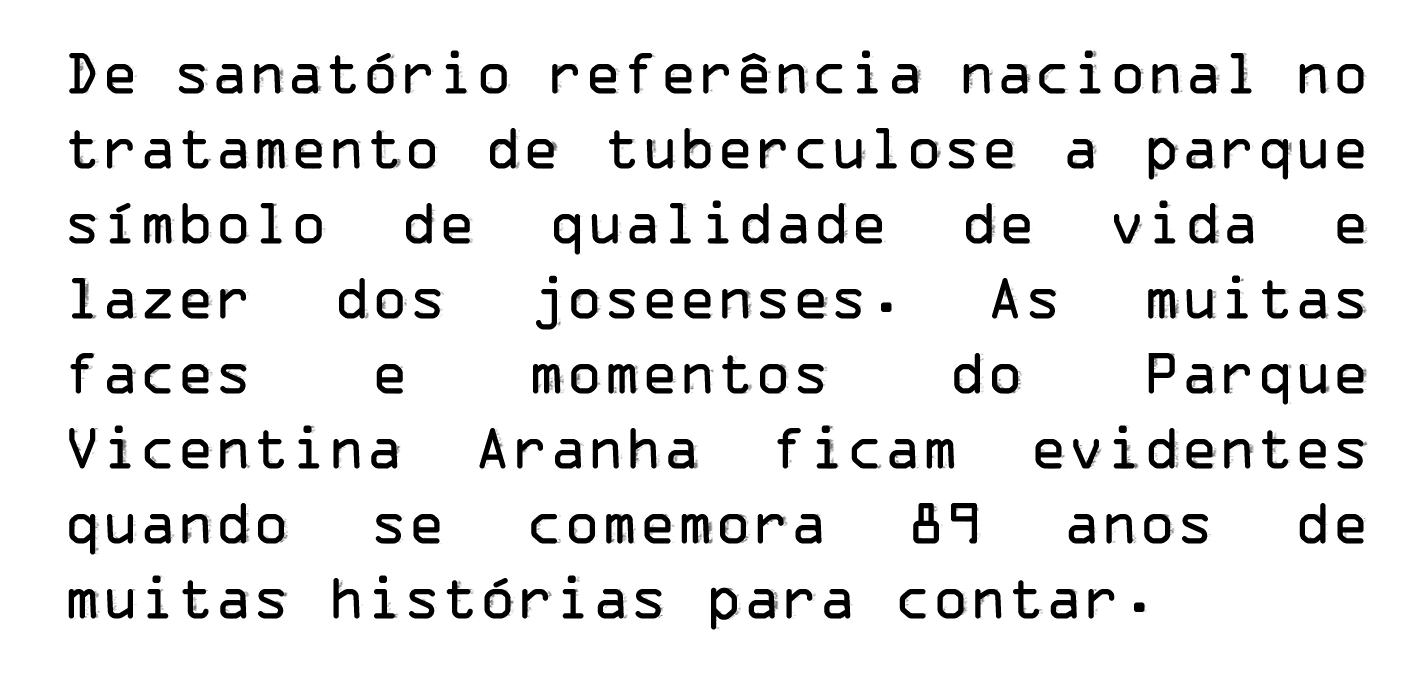 De sanatório referência nacional no
tratamento de tuberculose a parque
símbolo de qualidade de vida e
lazer dos joseenses. As muitas
faces e momentos do Parque
Vicentina Aranha ficam evidentes
quando se comemora 89 anos de
muitas histórias para contar.